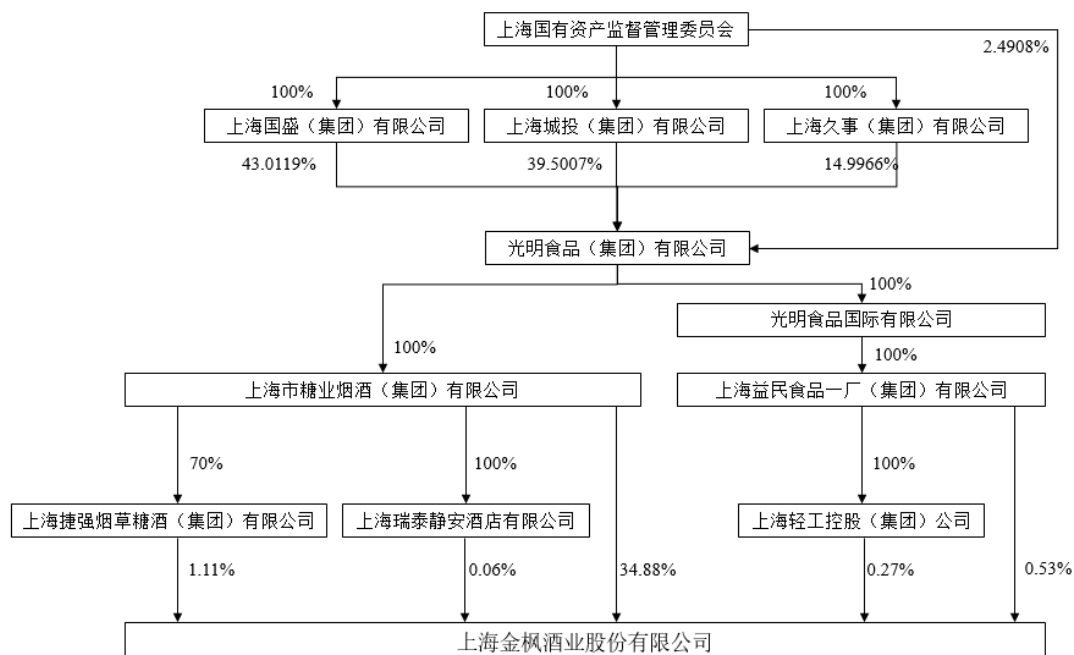 上海国有资产监督管理委员会
2.4908%
100%
100%
100%
上海国盛（集团）有限公司
上海城投（集团）有限公司
上海久事（集团）有限公司
43.0119%
39.5007%
14.9966%
光明食品（集团）有限公司
100%
光明食品国际有限公司
100%
100%
上海市糖业烟酒（集团）有限公司
上海益民食品一厂（集团）有限公司
70%
100%
100%
上海捷强烟草糖酒（集团）有限公司
上海瑞泰静安酒店有限公司
上海轻工控股（集团）公司
1.11%
0.06%
34.88%
0.27%
0.53%
上海金枫酒业股份有限公司